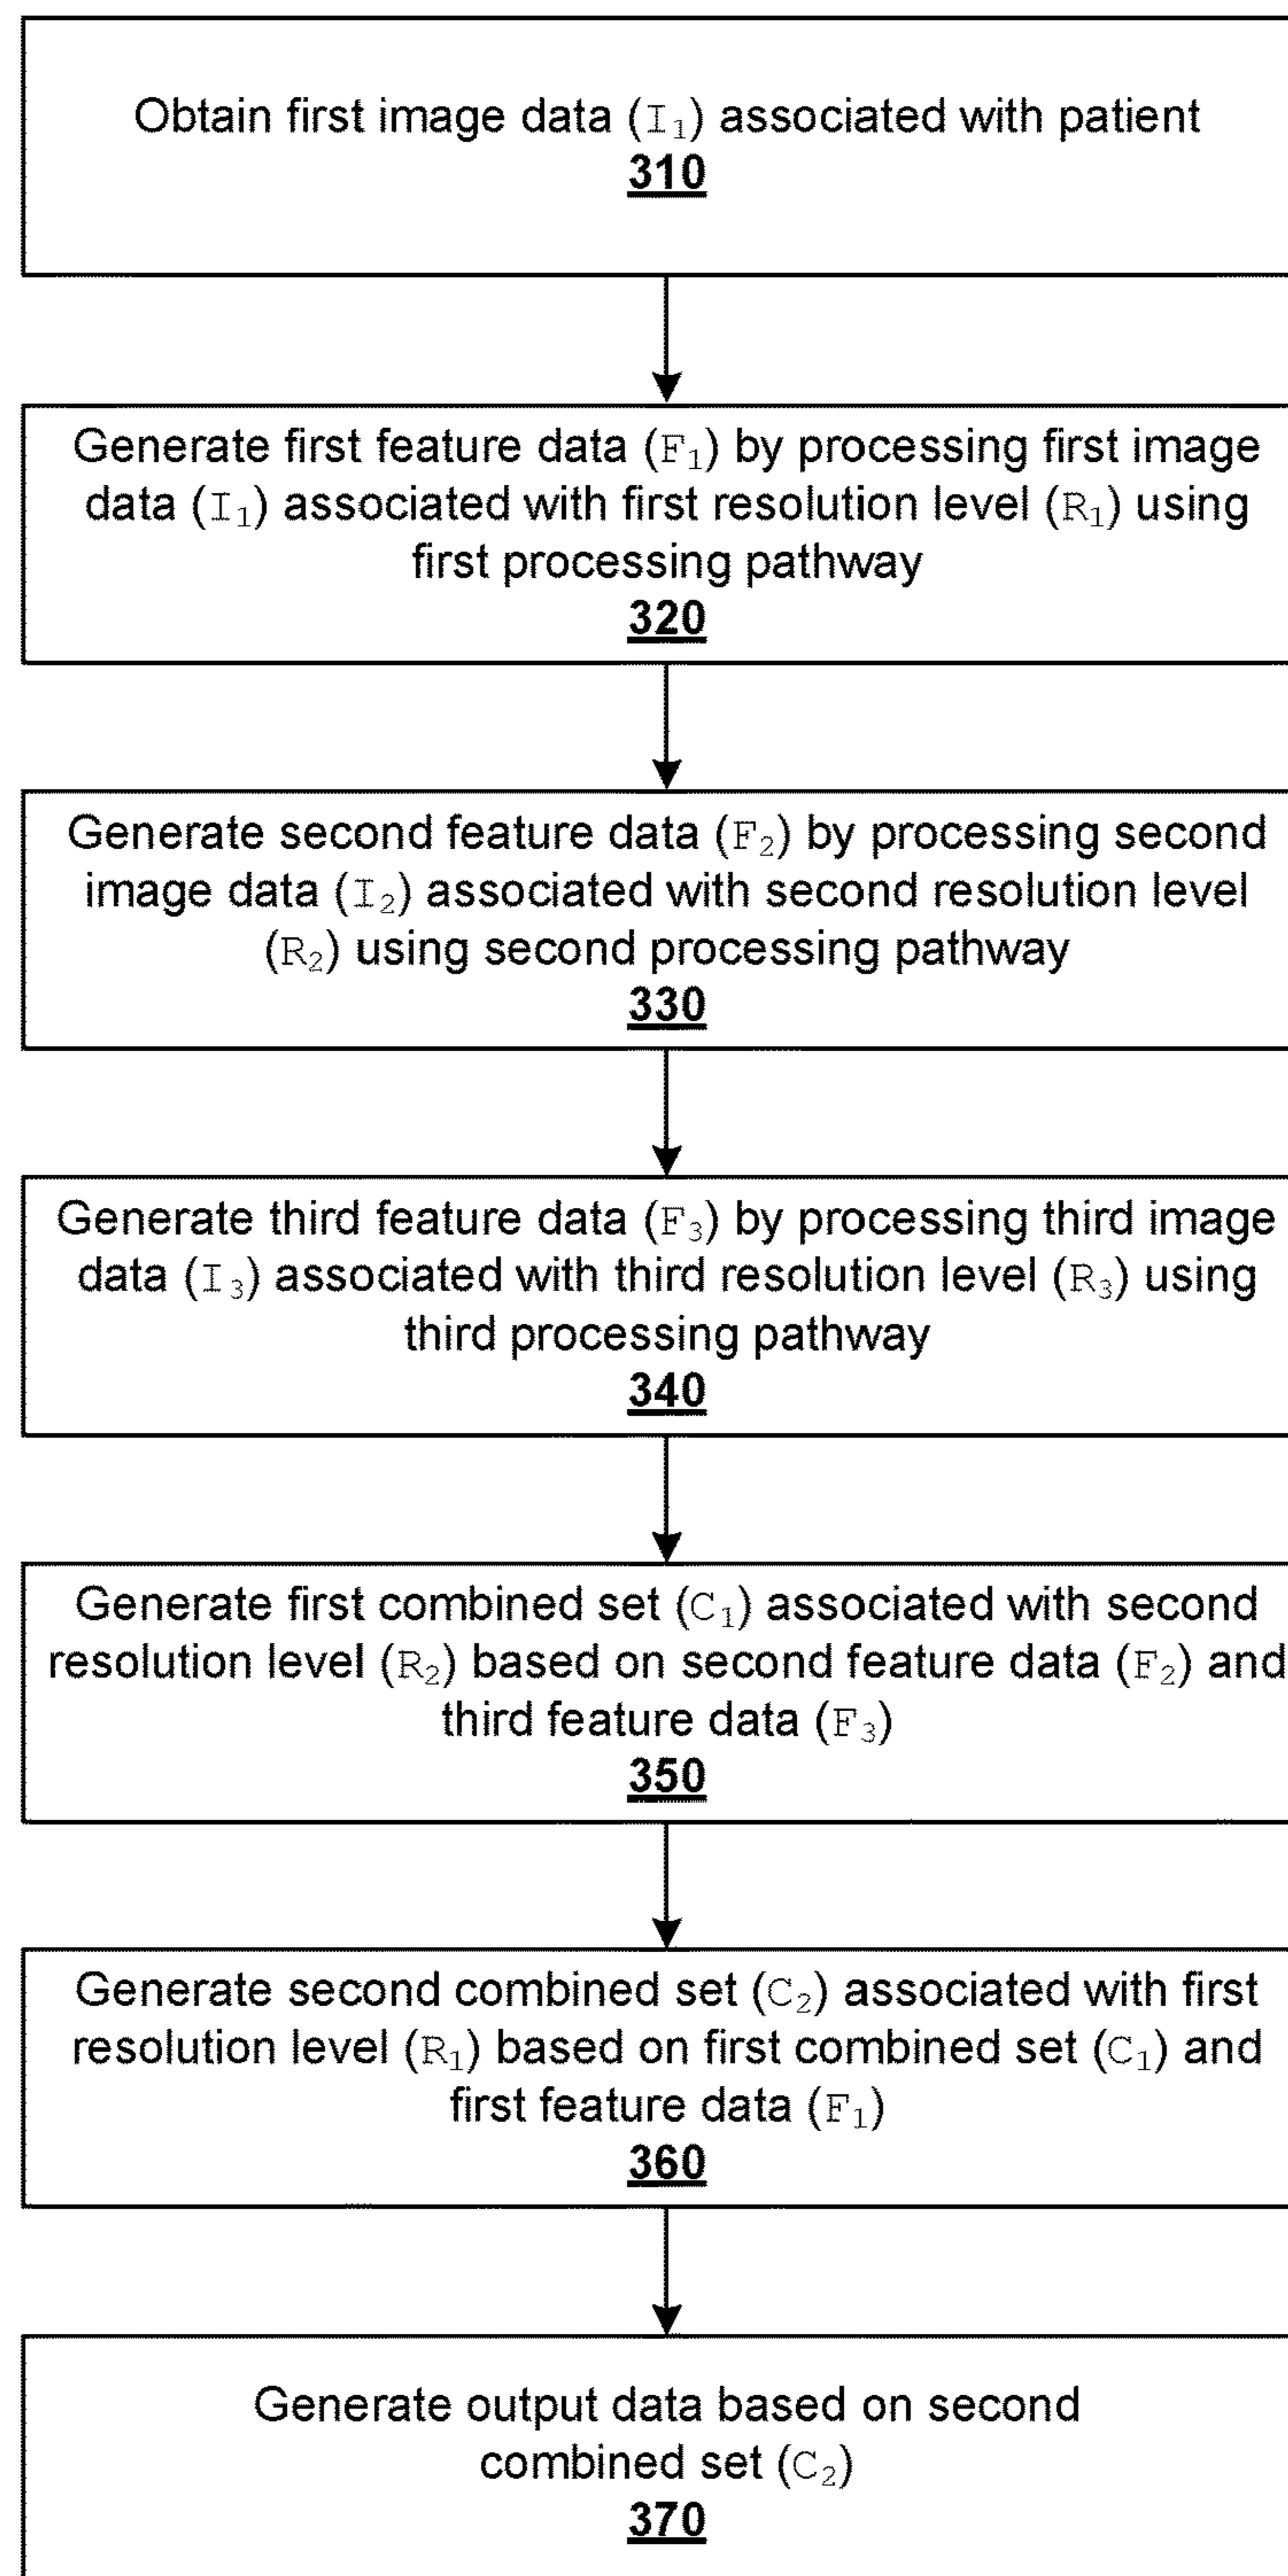 Obtain first image data (I₁) associated with patient
310
Generate first feature data (F₁) by processing first image
data (I₁) associated with first resolution level (R₁) using
first processing pathway
320
Generate second feature data (F₂) by processing second
image data (I₂) associated with second resolution level
(R₂) using second processing pathway
330
Generate third feature data (F₃) by processing third image
data (I₃) associated with third resolution level (R₃) using
third processing pathway
340
Generate first combined set (C₁) associated with second
resolution level (R₂) based on second feature data (F₂) and
third feature data (F₃)
350
Generate second combined set (C₂) associated with first
resolution level (R₁) based on first combined set (C₁) and
first feature data (F₁)
360
Generate output data based on second
combined set (C₂)
370